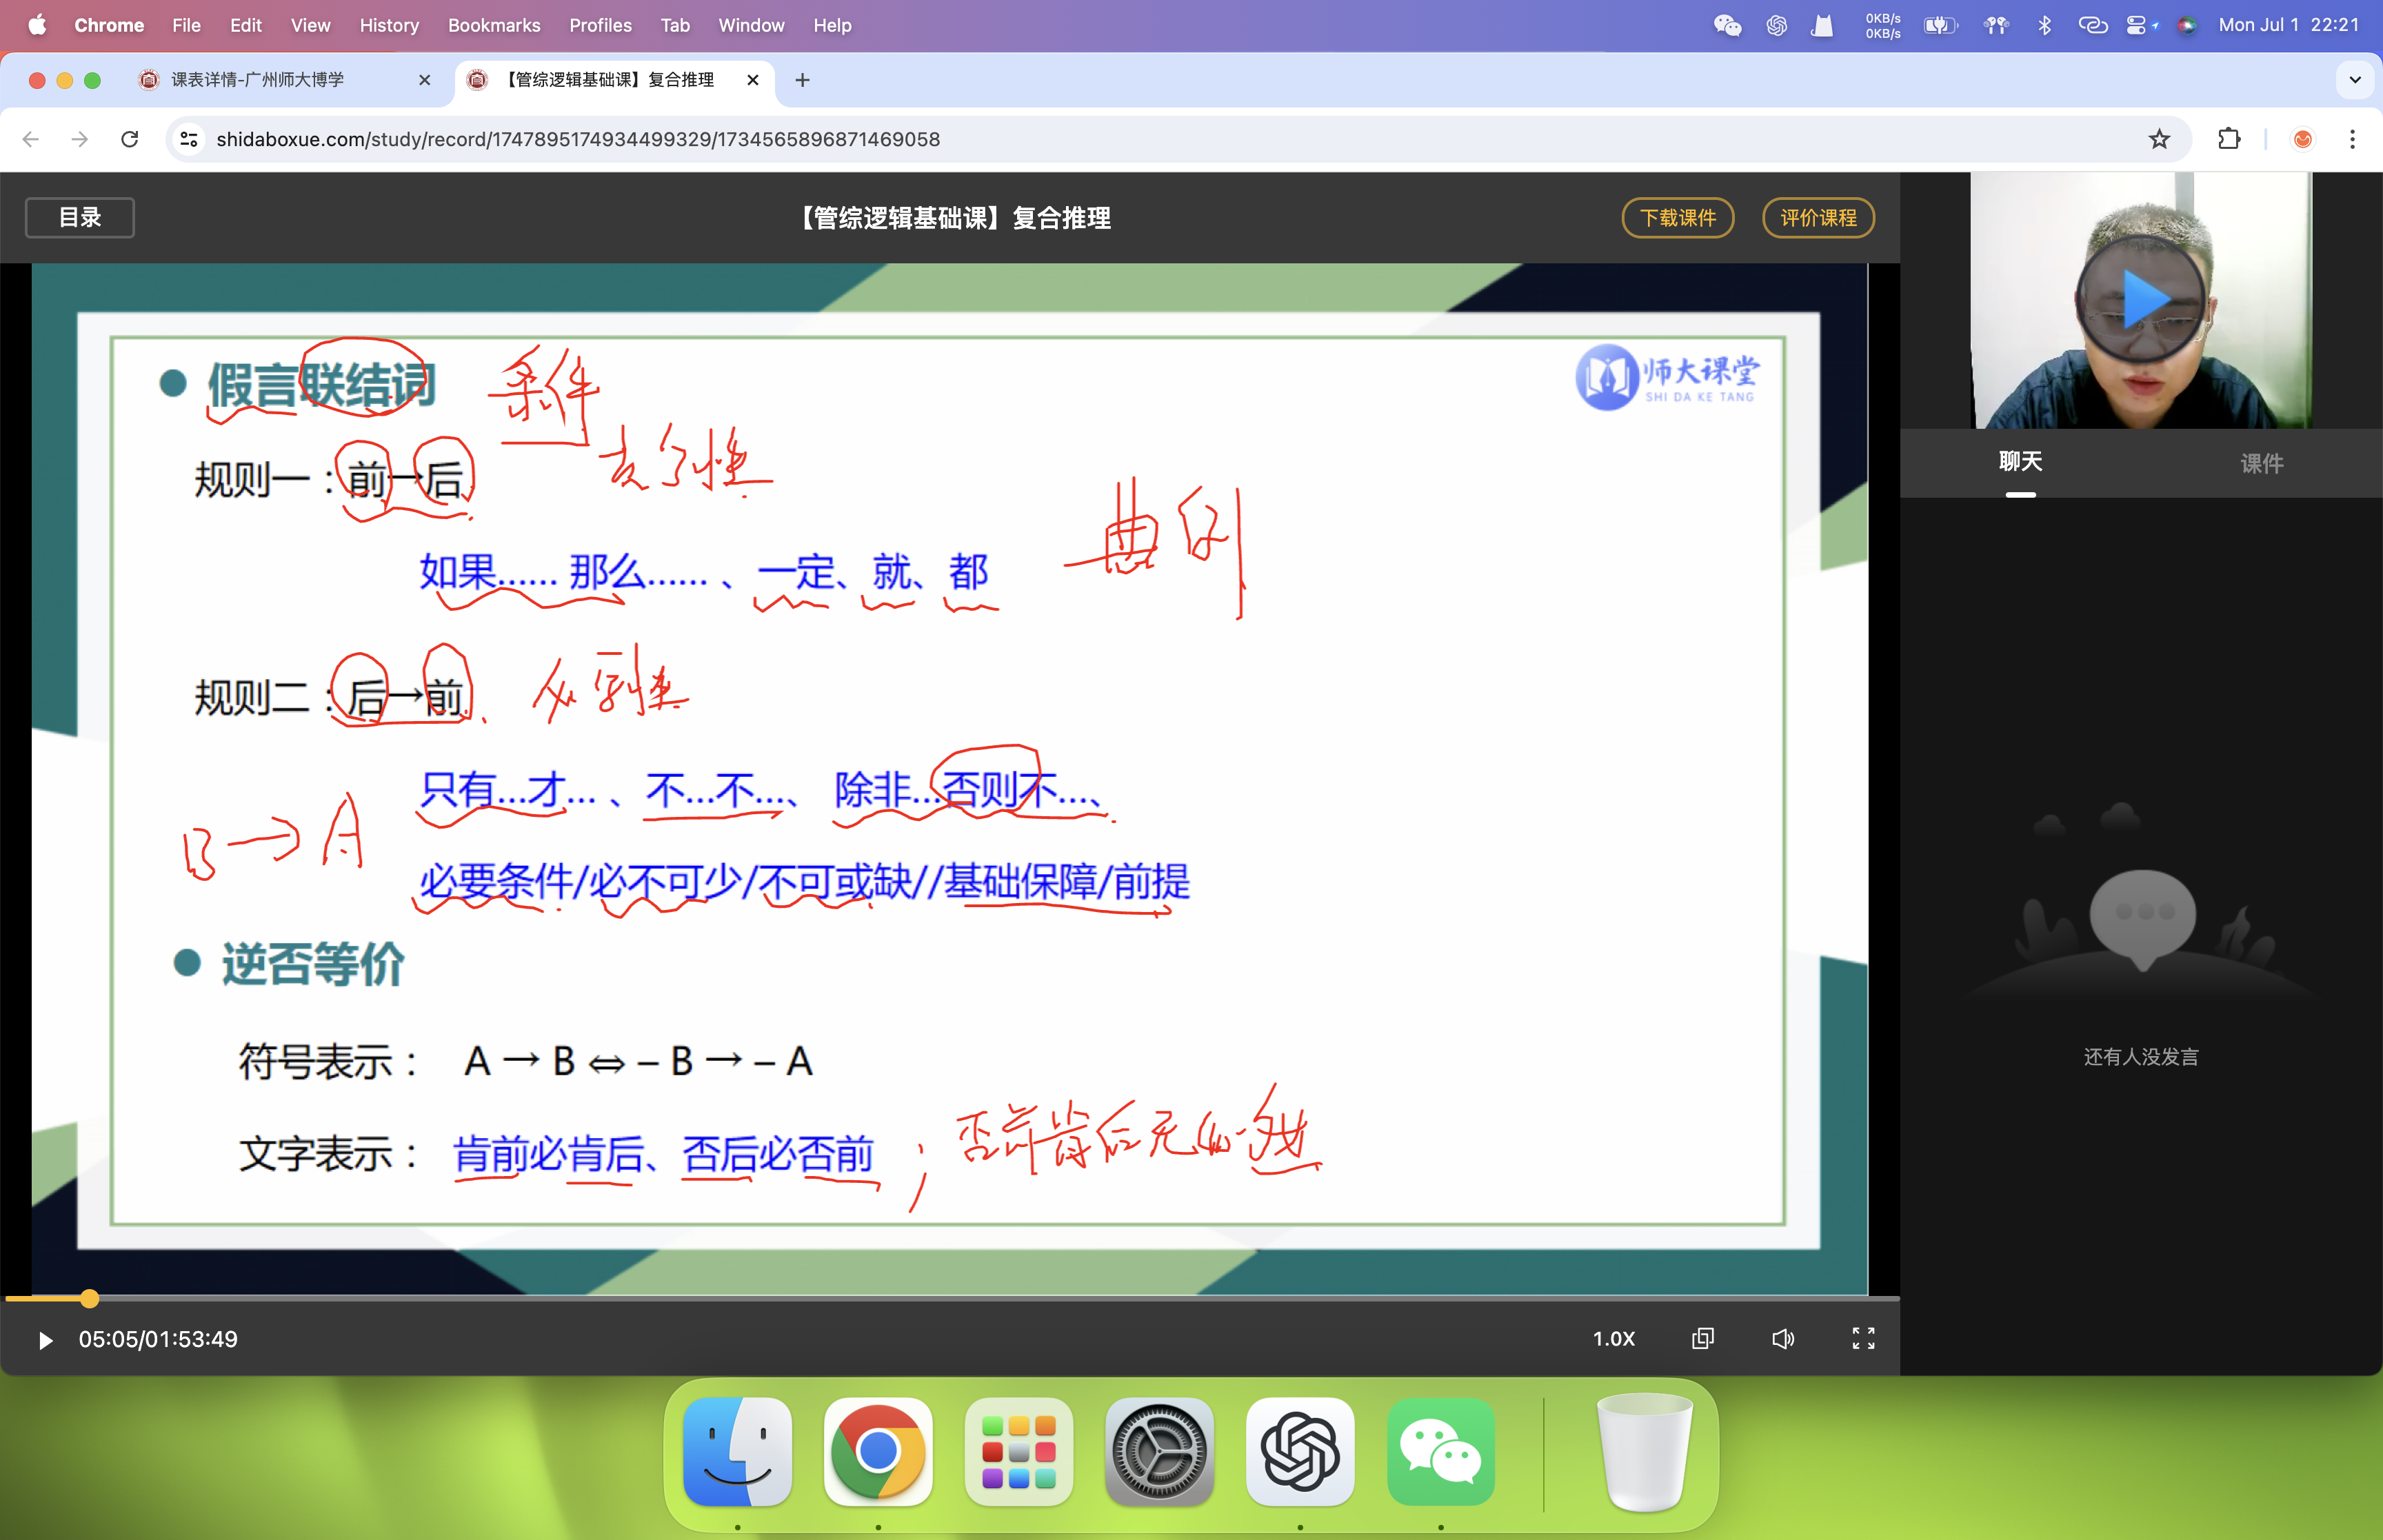 Chrome File Edit View History Bookmarks Profiles Tab Window Help
0KB/s
0KB/s
Mon Jul 1 22:21
课表详情-广州师大博学
【管综逻辑基础课】复合推理
shidaboxue.com/study/record/1747895174934499329/1734565896871469058
目录
【管综逻辑基础课】复合推理
下载课件
评价课程
假言联结词
条件
师大课堂
SHI DA KE TANG
规则一：前→后
如果…… 那么…… 、一定、就、都
典例
规则二：后→前
只有…才… 、不…不…、 除非…否则不…、
B→A
必要条件/必不可少/不可或缺//基础保障/前提
逆否等价
符号表示： A → B ⇔ – B → – A
文字表示： 肯前必肯后、否后必否前
；否前肯后无必然
聊天
课件
还有人没发言
05:05/01:53:49
1.0X